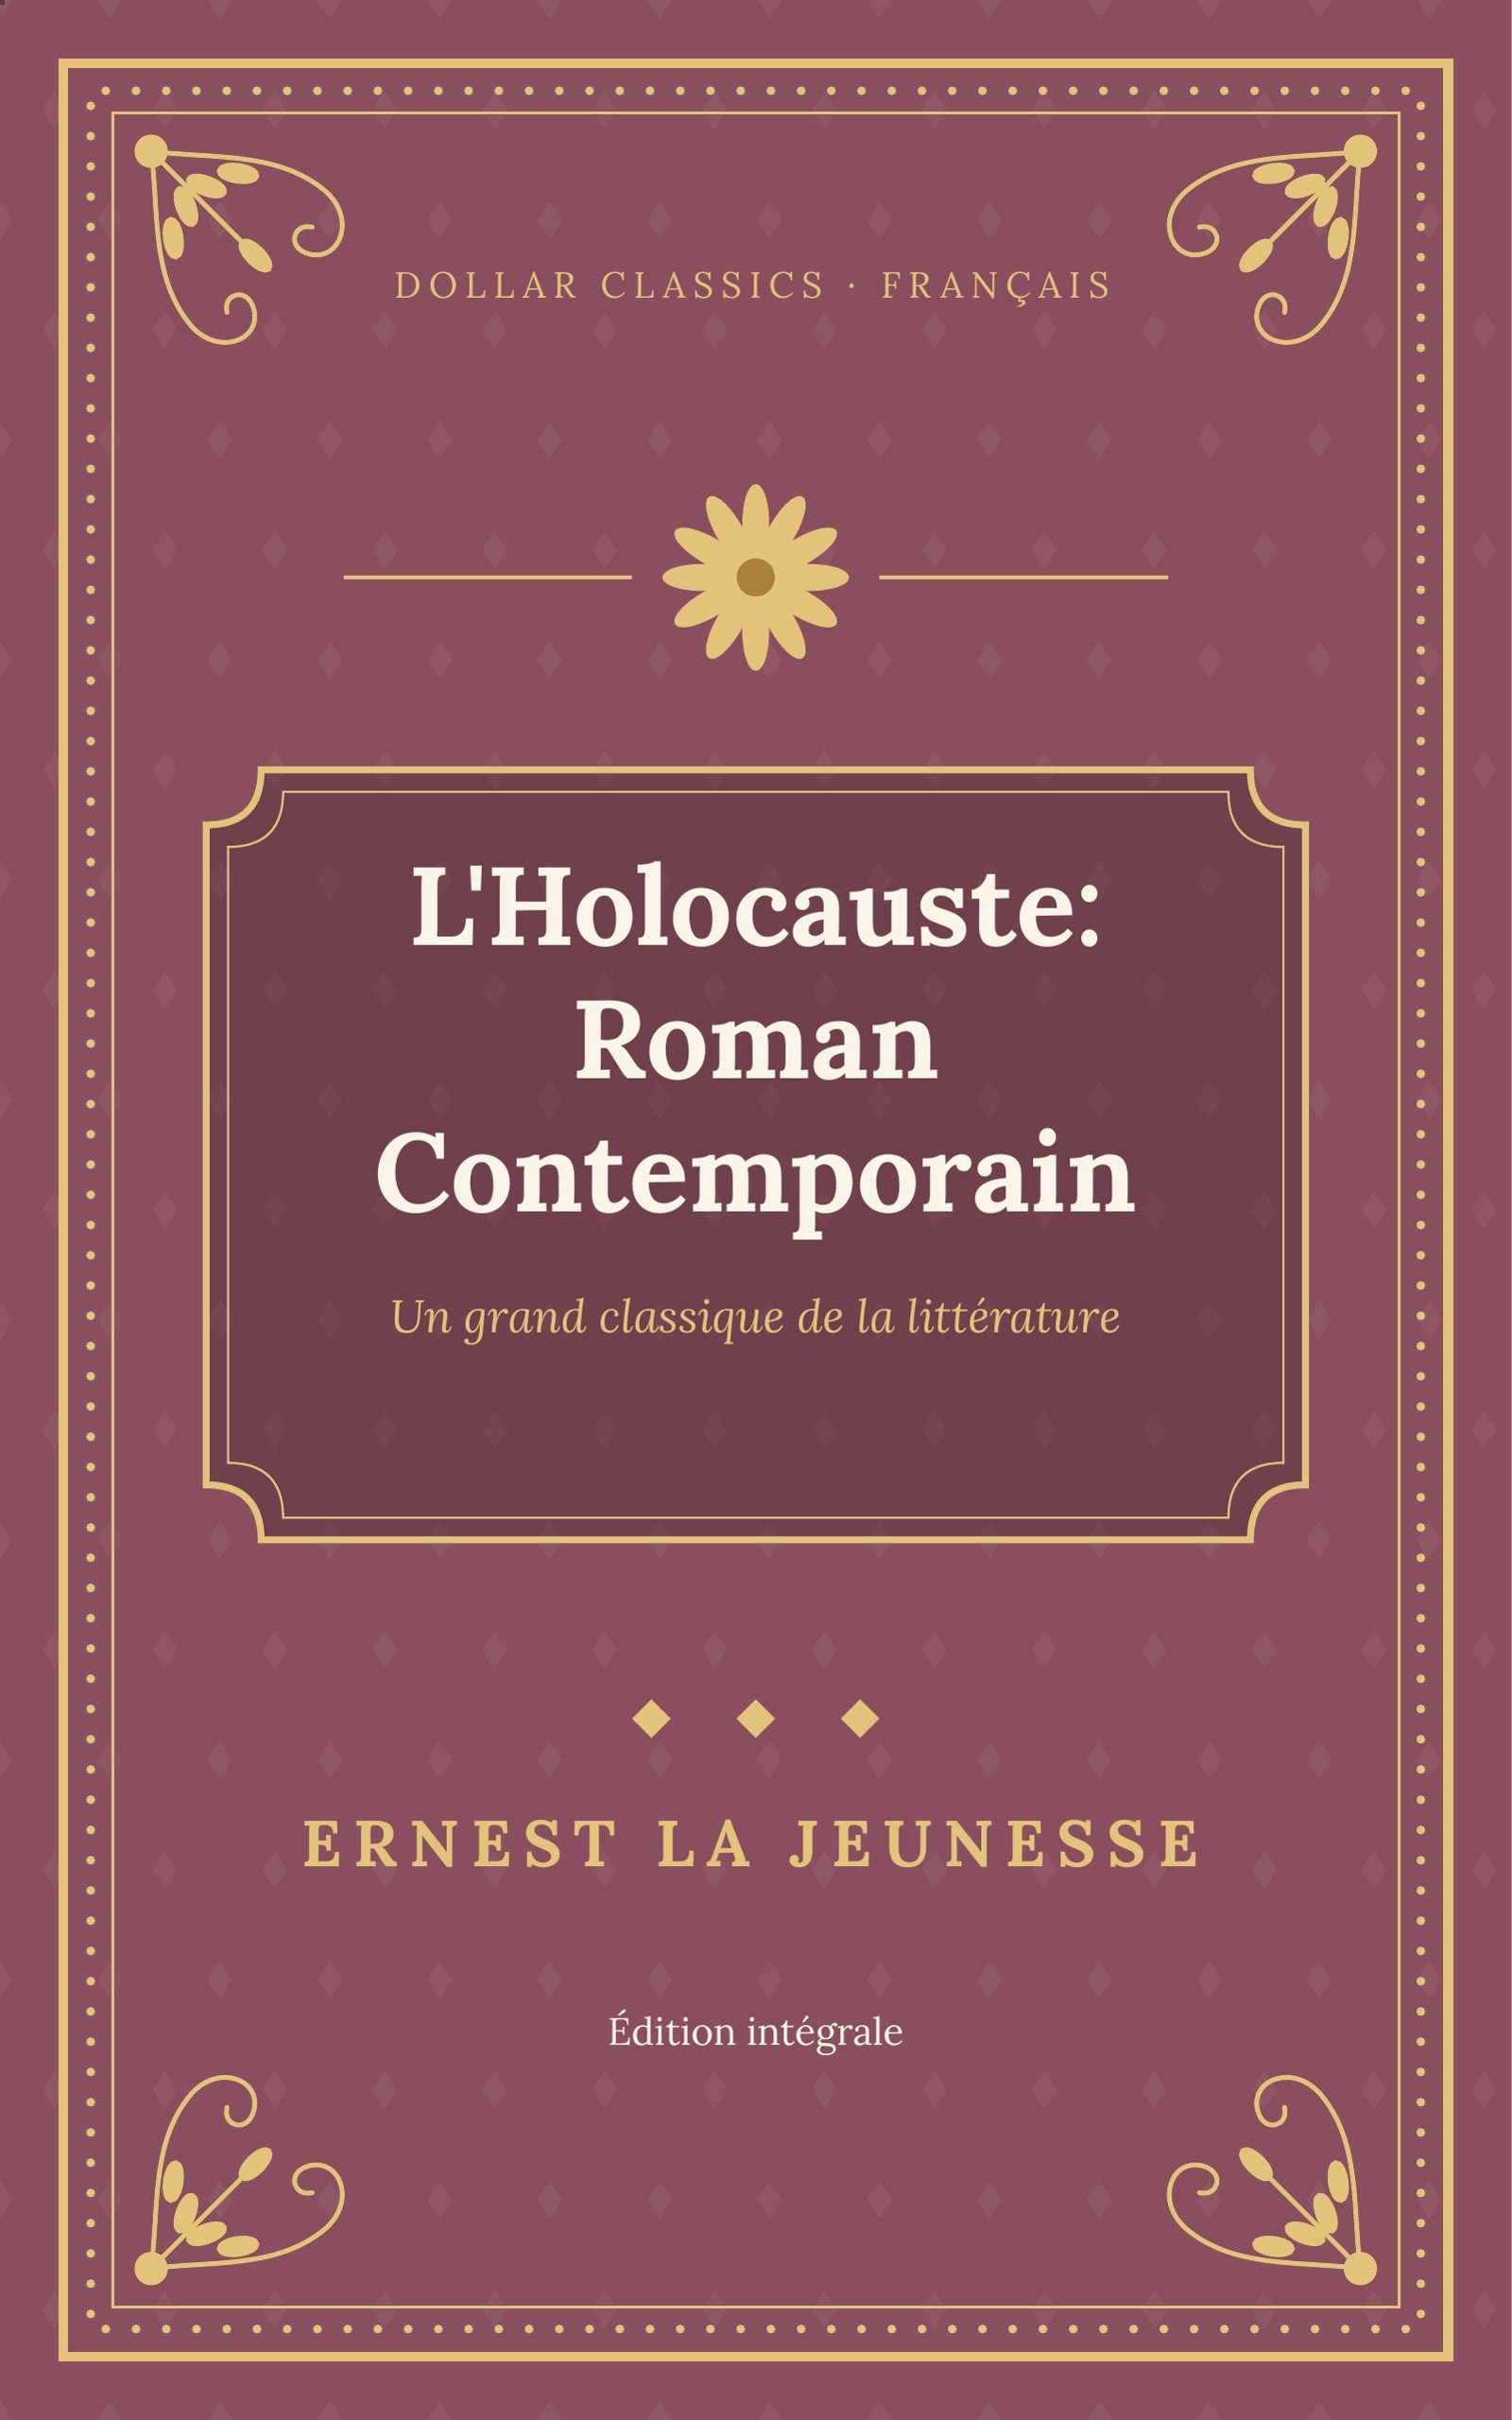 DOLLAR CLASSICS · FRANÇAIS
L'Holocauste:
Roman
Contemporain
Un grand classique de la littérature
ERNEST LA JEUNESSE
Édition intégrale